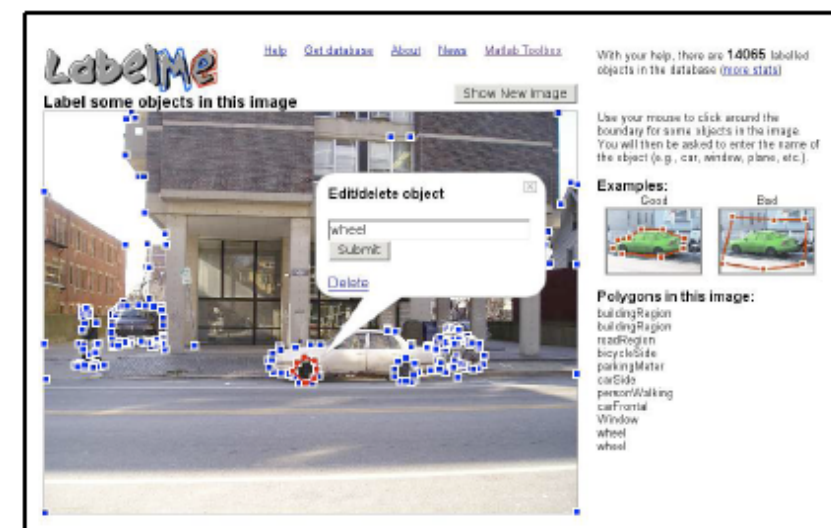 LabelMe
Help Get database About News Matlab Toolbox
With your help, there are 14065 labelled
objects in the database (more stats)
Label some objects in this image
Show New Image
Use your mouse to click around the
boundary for some objects in the image.
You will then be asked to enter the name of
the object (e.g., car, window, plane, etc.).
Edit/delete object
wheel
Submit
Delete
Examples:
Good Bad
Polygons in this image:
buildingRegion
buildingRegion
roadRegion
bicycleSide
parkingMeter
carSide
personWalking
carFrontal
Window
wheel
wheel